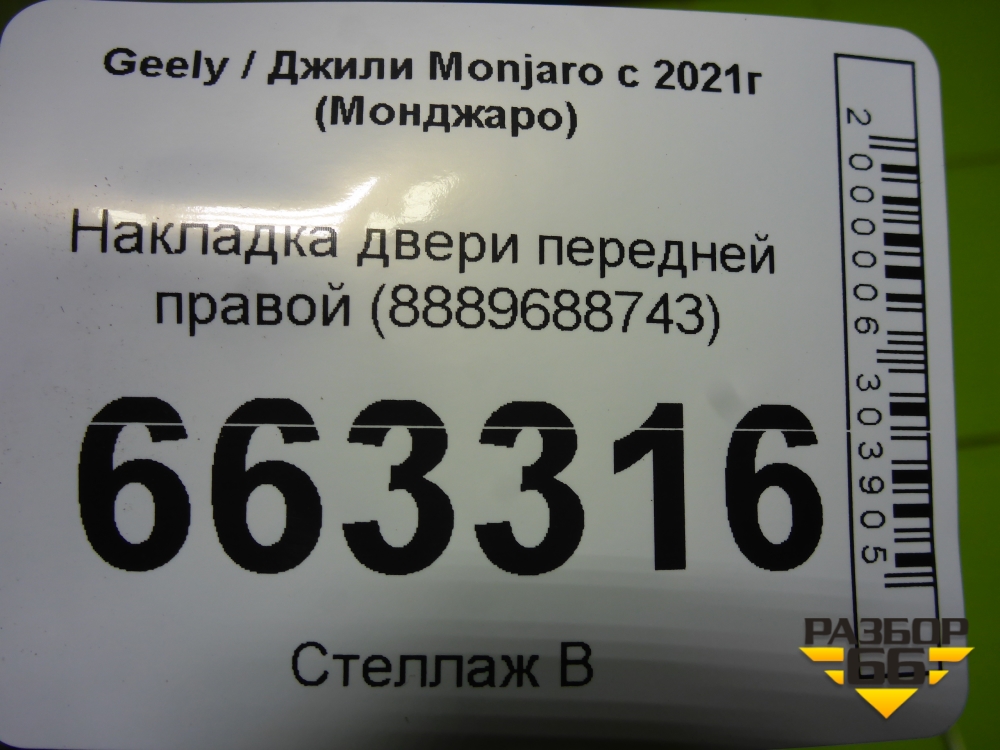 Geely / Джили Monjaro с 2021г
(Монджаро)
Накладка двери передней
правой (8889688743)
663316
Стеллаж В
2000006303905
РАЗБОР
66